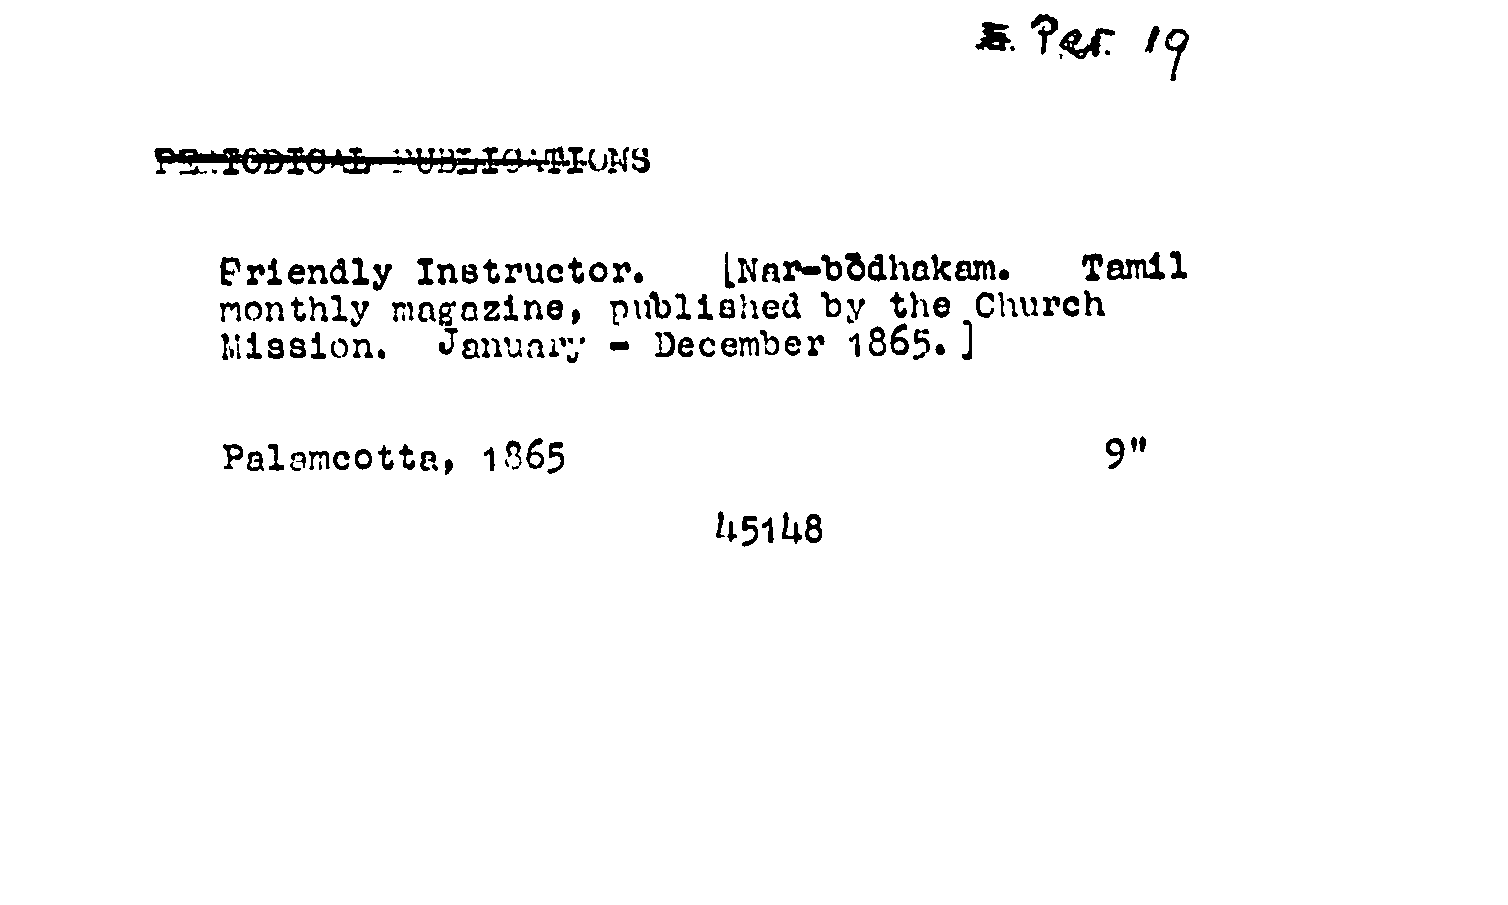 Per. 19
PERIODICAL PUBLICATIONS
Friendly Instructor. [Nar-bōdhakam. Tamil
monthly magazine, published by the Church
Mission. January - December 1865.]
Palamcotta, 1865 9"
45148